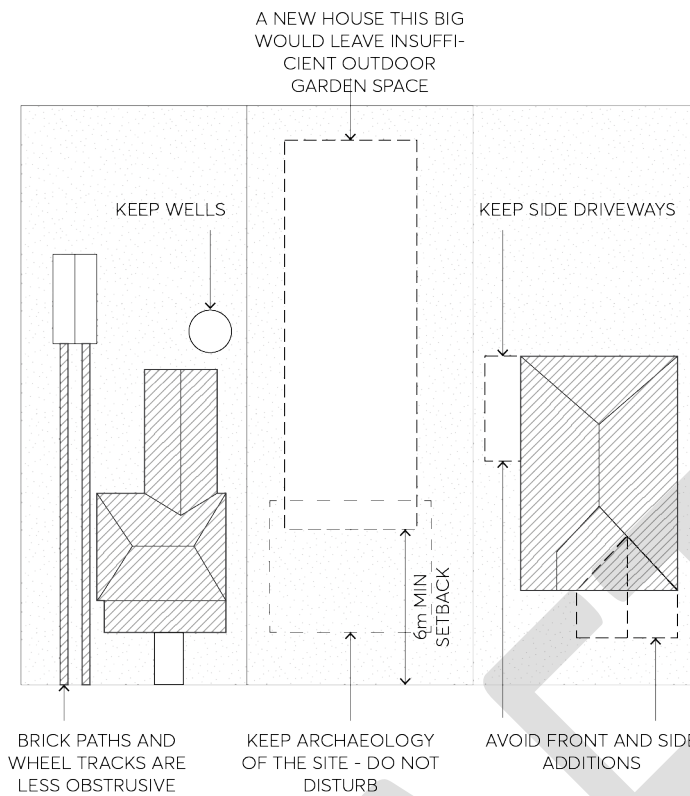 A NEW HOUSE THIS BIG
WOULD LEAVE INSUFFI-
CIENT OUTDOOR
GARDEN SPACE
KEEP WELLS
KEEP SIDE DRIVEWAYS
6m MIN
SETBACK
BRICK PATHS AND
WHEEL TRACKS ARE
LESS OBSTRUSIVE
KEEP ARCHAEOLOGY
OF THE SITE - DO NOT
DISTURB
AVOID FRONT AND SIDE
ADDITIONS